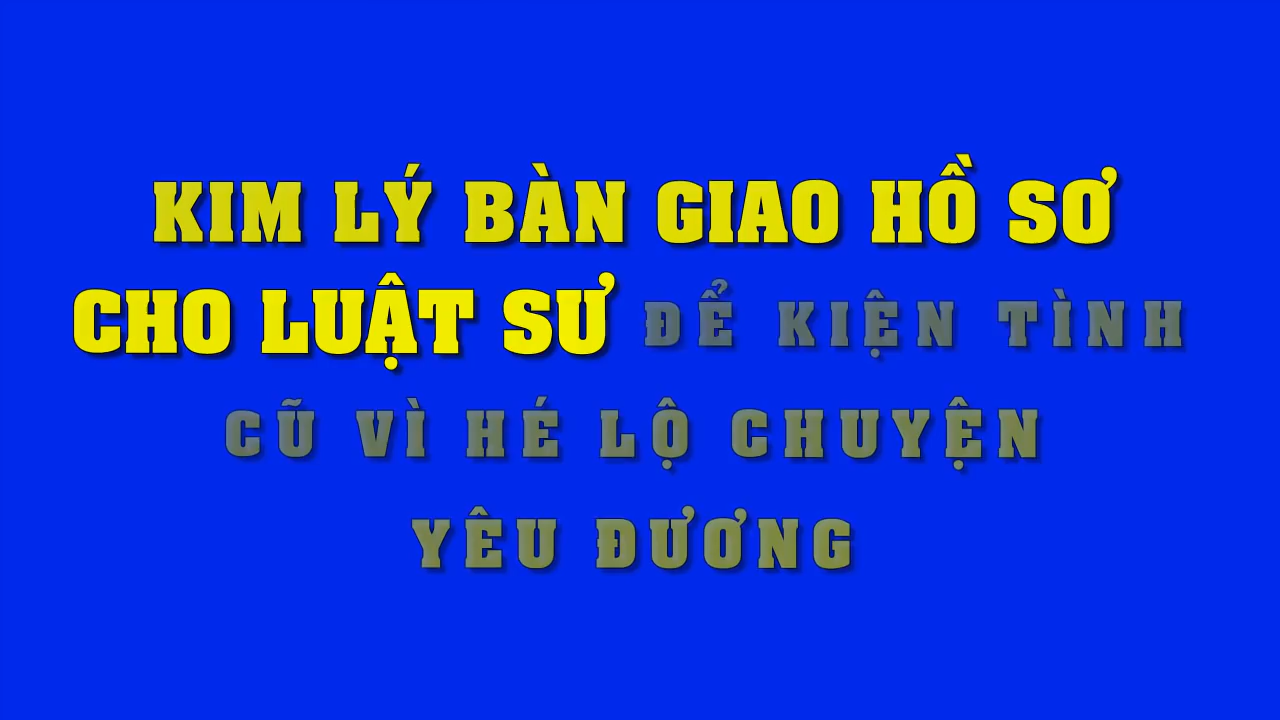 KIM LÝ BÀN GIAO HỒ SƠ
CHO LUẬT SƯ ĐỂ KIỆN TÌNH
CŨ VÌ HÉ LỘ CHUYỆN
YÊU ĐƯƠNG